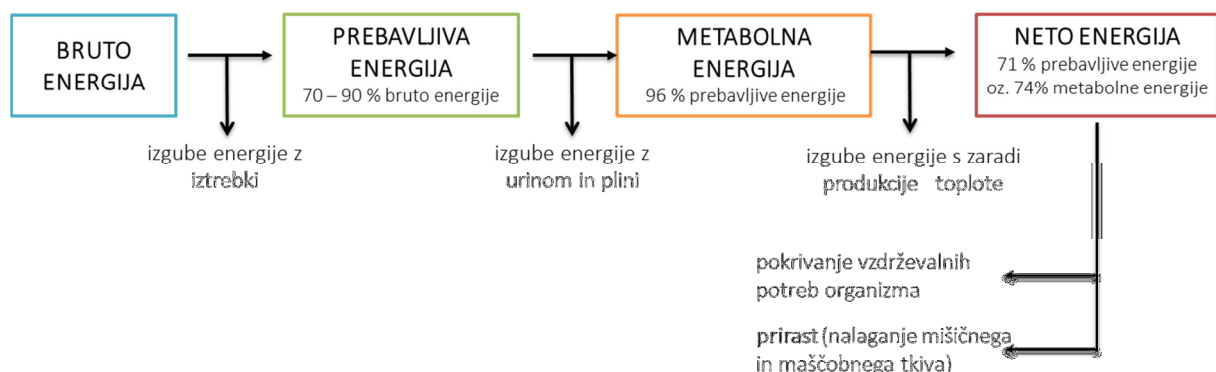 BRUTO
ENERGIJA
PREBAVLJIVA
ENERGIJA
70 – 90 % bruto energije
METABOLNA
ENERGIJA
96 % prebavljive energije
NETO ENERGIJA
71 % prebavljive energije
oz. 74% metabolne energije
izgube energije z
iztrebki
izgube energije z
urinom in plini
izgube energije s zaradi
produkcije toplote
pokrivanje vzdrževalnih
potreb organizma
prirast (nalaganje mišičnega
in maščobnega tkiva)